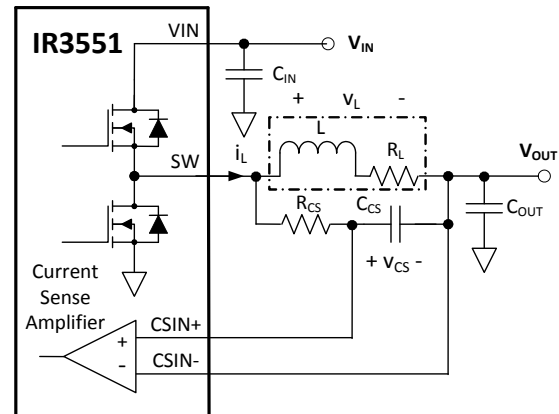 IR3551
VIN
V_IN
C_IN
+ v_L -
L
R_L
SW
i_L
V_OUT
R_CS
C_CS
C_OUT
+ v_CS -
Current
Sense
Amplifier
CSIN+
+
-
CSIN-